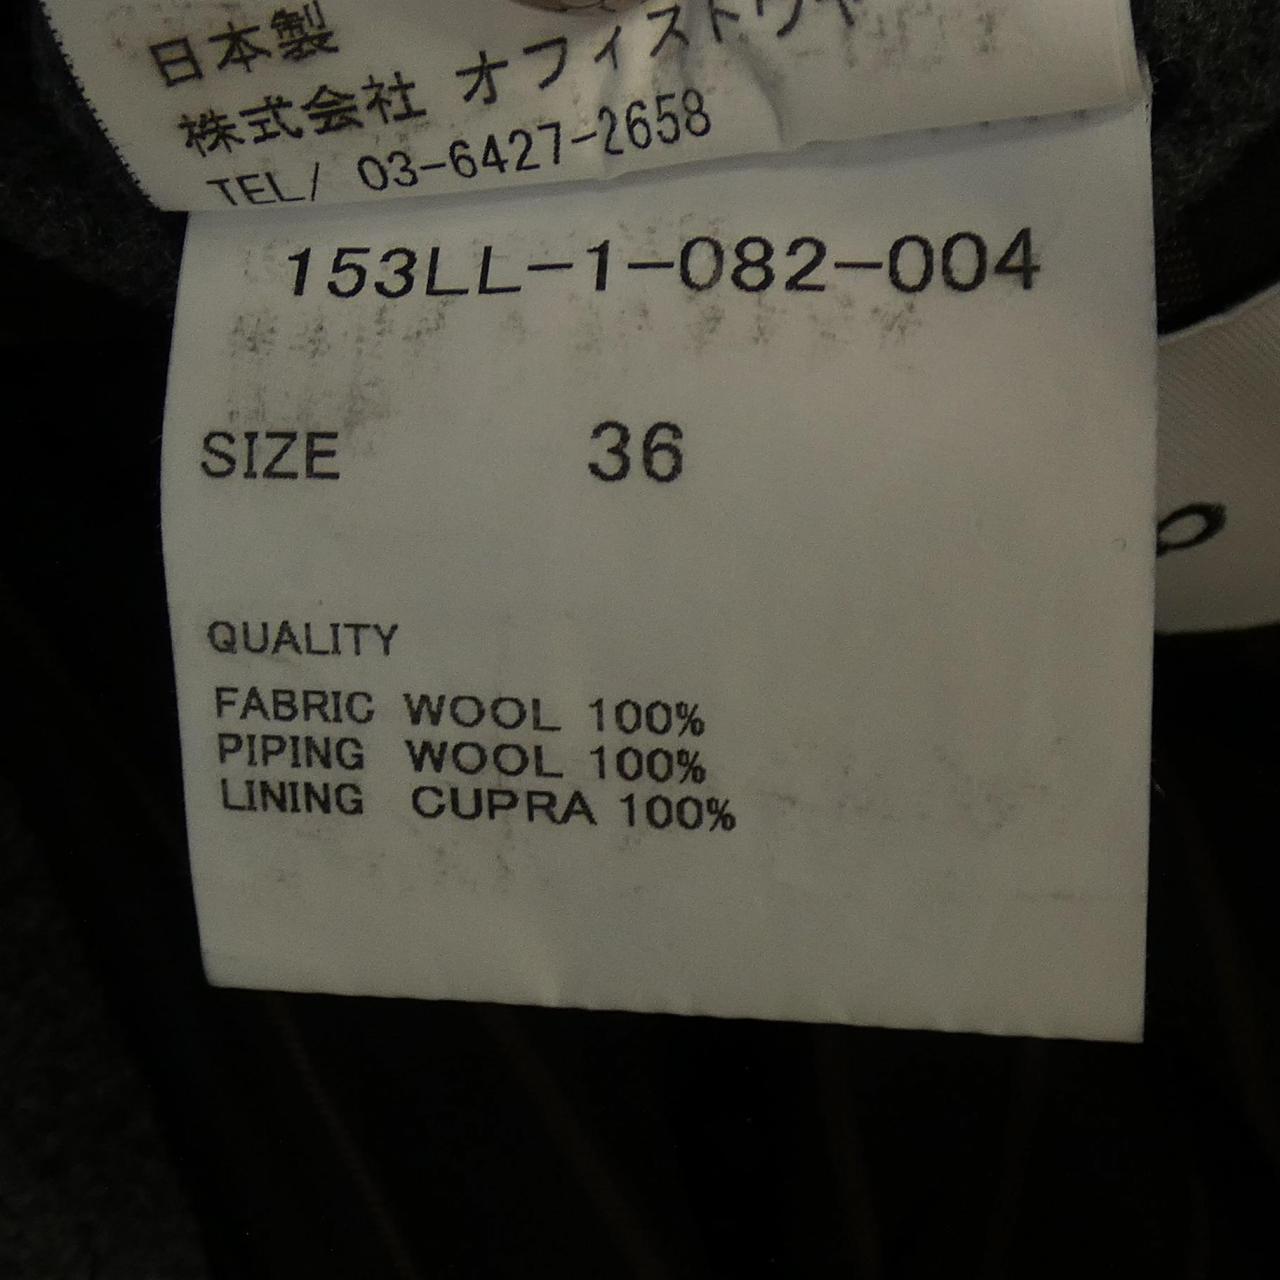 日本製
株式会社 オフィストウキ
TEL/ 03-6427-2658
153LL-1-082-004
SIZE 36
QUALITY
FABRIC WOOL 100%
PIPING WOOL 100%
LINING CUPRA 100%